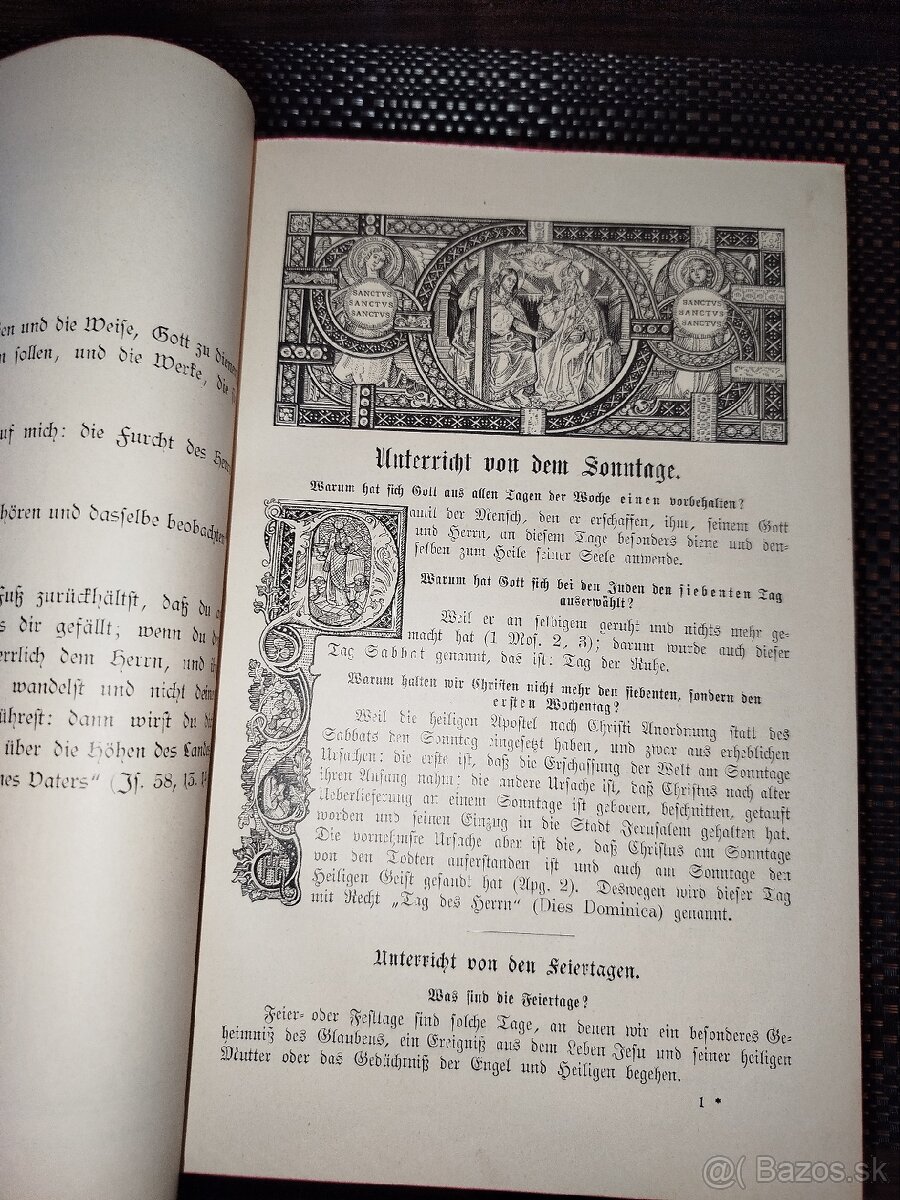 en und die Weise, Gott zu dienen
n sollen, und die Werke, die
uf mich: die Furcht des Herrn
hören und dasselbe beobachten
Fuß zurückhältst, daß du
s dir gefällt; wenn du
errlich dem Herrn, und
wandelst und nicht
ührest: dann wirst du
über die Höhen des Landes
nes Vaters“ (Is. 58, 13.
SANCTVS SANCTVS
SANCTVS SANCTVS
SANCTVS SANCTVS
Unterricht von dem Sonntage.
Warum hat sich Gott aus allen Tagen der Woche einen vorbehalten?
Damit der Mensch, den er erschaffen, ihm, seinem Gott
und Herrn, an diesem Tage besonders diene und den-
selben zum Heile seiner Seele anwende.
Warum hat Gott sich bei den Juden den siebenten Tag
auserwählt?
Weil er an selbigem geruht und nichts mehr ge-
macht hat (1 Mos. 2, 3); darum wurde auch dieser
Tag Sabbat genannt, das ist: Tag der Ruhe.
Warum halten wir Christen nicht mehr den siebenten, sondern den
ersten Wochentag?
Weil die heiligen Apostel nach Christi Anordnung statt des
Sabbats den Sonntag eingesetzt haben, und zwar aus erheblichen
Ursachen: die erste ist, daß die Erschaffung der Welt am Sonntage
ihren Anfang nahm; die andere Ursache ist, daß Christus nach alter
Ueberlieferung an einem Sonntage ist geboren, beschnitten, getauft
worden und seinen Einzug in die Stadt Jerusalem gehalten hat.
Die vornehmste Ursache aber ist die, daß Christus am Sonntage
von den Todten auferstanden ist und auch am Sonntage den
Heiligen Geist gesandt hat (Apg. 2). Deswegen wird dieser Tag
mit Recht „Tag des Herrn“ (Dies Dominica) genannt.
Unterricht von den Feiertagen.
Was sind die Feiertage?
Feier- oder Festtage sind solche Tage, an denen wir ein besonderes Ge-
heimniß des Glaubens, ein Ereigniß aus dem Leben Jesu und seiner heiligen
Mutter oder das Gedächtniß der Engel und Heiligen begehen.
1 *
@( Bazos.sk